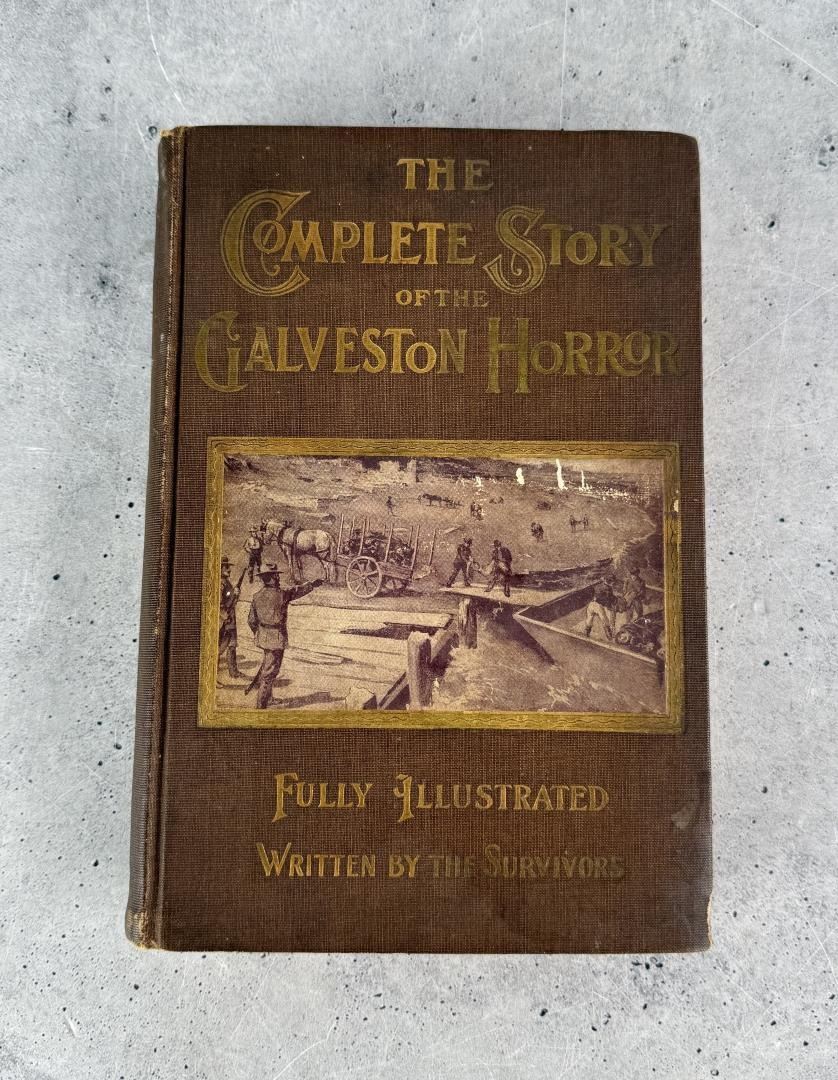 THE
COMPLETE STORY
OF THE
GALVESTON HORROR
FULLY ILLUSTRATED
WRITTEN BY THE SURVIVORS